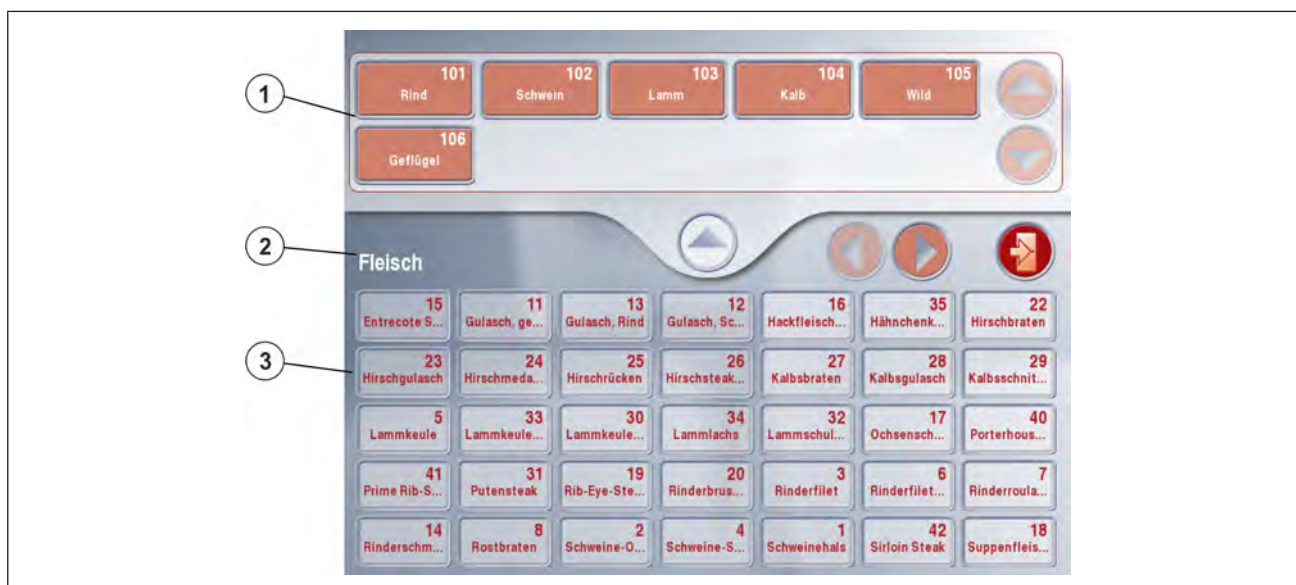 101 102 103 104 105
Rind Schwein Lamm Kalb Wild
1
106
Geflügel
2
Fleisch
15 11 13 12 16 35 22
Entrecote S... Gulasch, ge... Gulasch, Rind Gulasch, Sc... Hackfleisch... Hähnchenk... Hirschbraten
3
23 24 25 26 27 28 29
Hirschgulasch Hirschmeda... Hirschrücken Hirschsteak... Kalbsbraten Kalbsgulasch Kalbsschnit...
5 33 30 34 32 17 40
Lammkeule Lammkeule... Lammkeule... Lammlachs Lammschul... Ochsensch... Porterhous...
41 31 19 20 3 6 7
Prime Rib-S... Putensteak Rib-Eye-Ste... Rinderbrus... Rinderfilet Rinderfilet... Rinderroula...
14 8 2 4 1 42 18
Rinderschm... Rostbraten Schweine-O... Schweine-S... Schweinehals Sirloin Steak Suppenfleis...